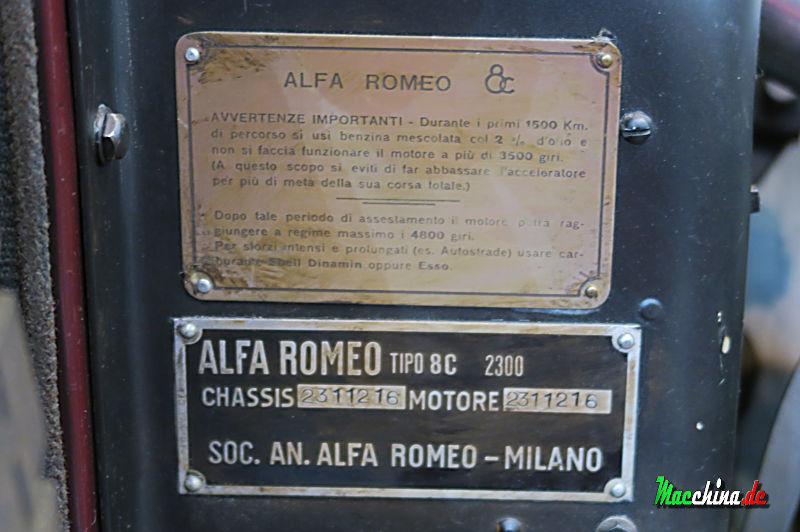 ALFA ROMEO 8C
AVVERTENZE IMPORTANTI - Durante i primi 1500 Km.
di percorso si usi benzina mescolata col 2 % d'olio e
non si faccia funzionare il motore a più di 3500 giri.
(A questo scopo si eviti di far abbassare l'acceleratore
per più di meta della sua corsa totale.)
Dopo tale periodo di assestamento il motore potrà rag-
giungere a regime massimo i 4800 giri.
Per sforzi intensi e prolungati (es. Autostrade) usare car-
burante Shell Dinamin oppure Esso.
ALFA ROMEO TIPO 8C 2300
CHASSIS 2311216 MOTORE 2311216
SOC. AN. ALFA ROMEO - MILANO
Macchina.de